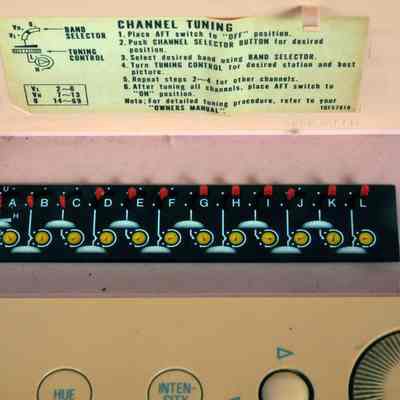 CHANNEL TUNING
1. Place AFT switch to "OFF" position.
2. Push CHANNEL SELECTOR BUTTON for desired
position.
3. Select desired band using BAND SELECTOR.
4. Turn TUNING CONTROL for desired station and best
picture.
5. Repeat steps 2~4 for other channels.
6. After tuning all channels, place AFT switch to
"ON" position.
Note: For detailed tuning procedure, refer to your
"OWNERS MANUAL"
BAND
SELECTOR
TUNING
CONTROL
VL 2~6
VH 7~13
U 14~69
U
A B C D E F G H I J K L
H
HUE
INTEN-
SITY